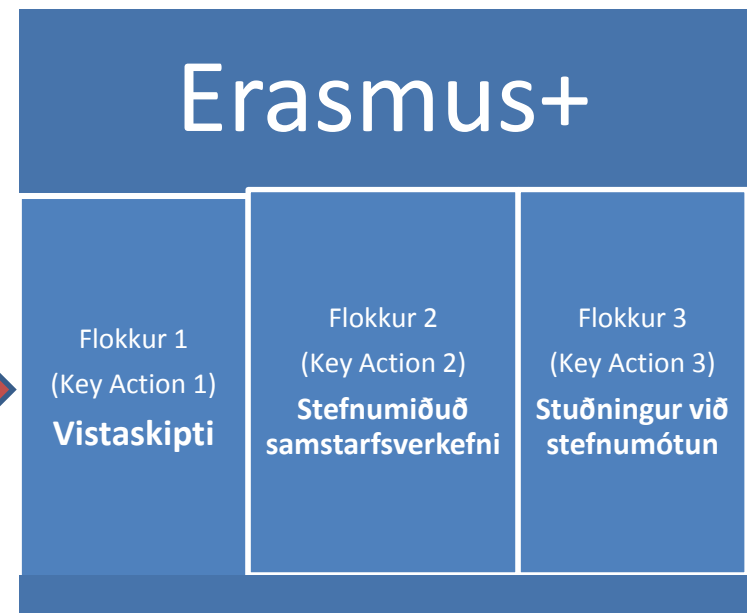 Erasmus+
Flokkur 1
(Key Action 1)
Vistaskipti
Flokkur 2
(Key Action 2)
Stefnumiðuð
samstarfsverkefni
Flokkur 3
(Key Action 3)
Stuðningur við
stefnumótun